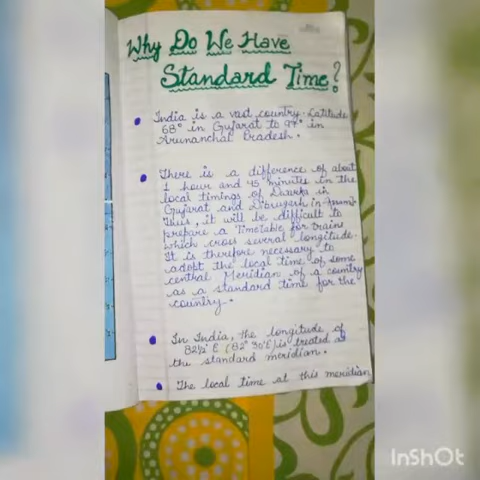 Why Do We Have
Standard Time?
India is a vast country. Latitude
68° in Gujarat to 97° in
Arunanchal Pradesh.
There is a difference of about
1 hour and 45 minutes in the
local timings of Dwarka in
Gujarat and Dibrugarh in Assam.
Thus, it will be difficult to
prepare a TimeTable for trains
which cross several longitude.
It is therefore necessary to
adopt the local time of some
central Meridian of a country
as a standard time for the
country.
In India, the longitude of
82½° E (82° 30'E) is treated as
the standard meridian.
The local time at this meridian
InShOt